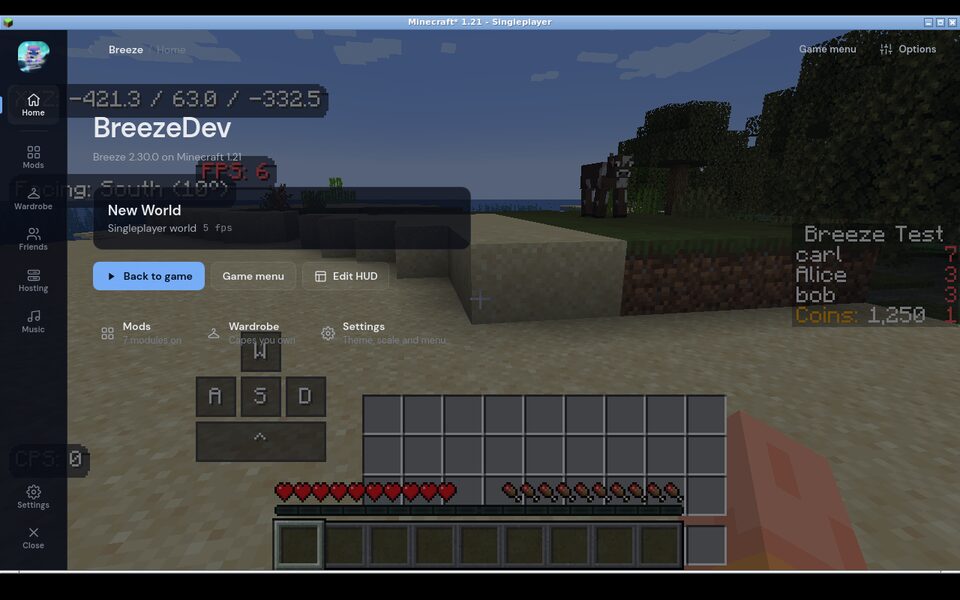 Minecraft* 1.21 - Singleplayer
Breeze / Home
Game menu
Options
Home
-421.3 / 63.0 / -332.5
BreezeDev
Breeze 2.30.0 on Minecraft 1.21
FPS: 6
Mods
Facing: South (10°)
Wardrobe
New World
Singleplayer world 5 fps
Friends
Breeze Test
carl 7
Alice 3
bob 3
Coins: 1,250 1
Hosting
Back to game
Game menu
Edit HUD
Music
Mods
7 modules on
Wardrobe
Capes you own
Settings
Theme, scale and menu
W
A S D
^
CPS: 0
Settings
Close